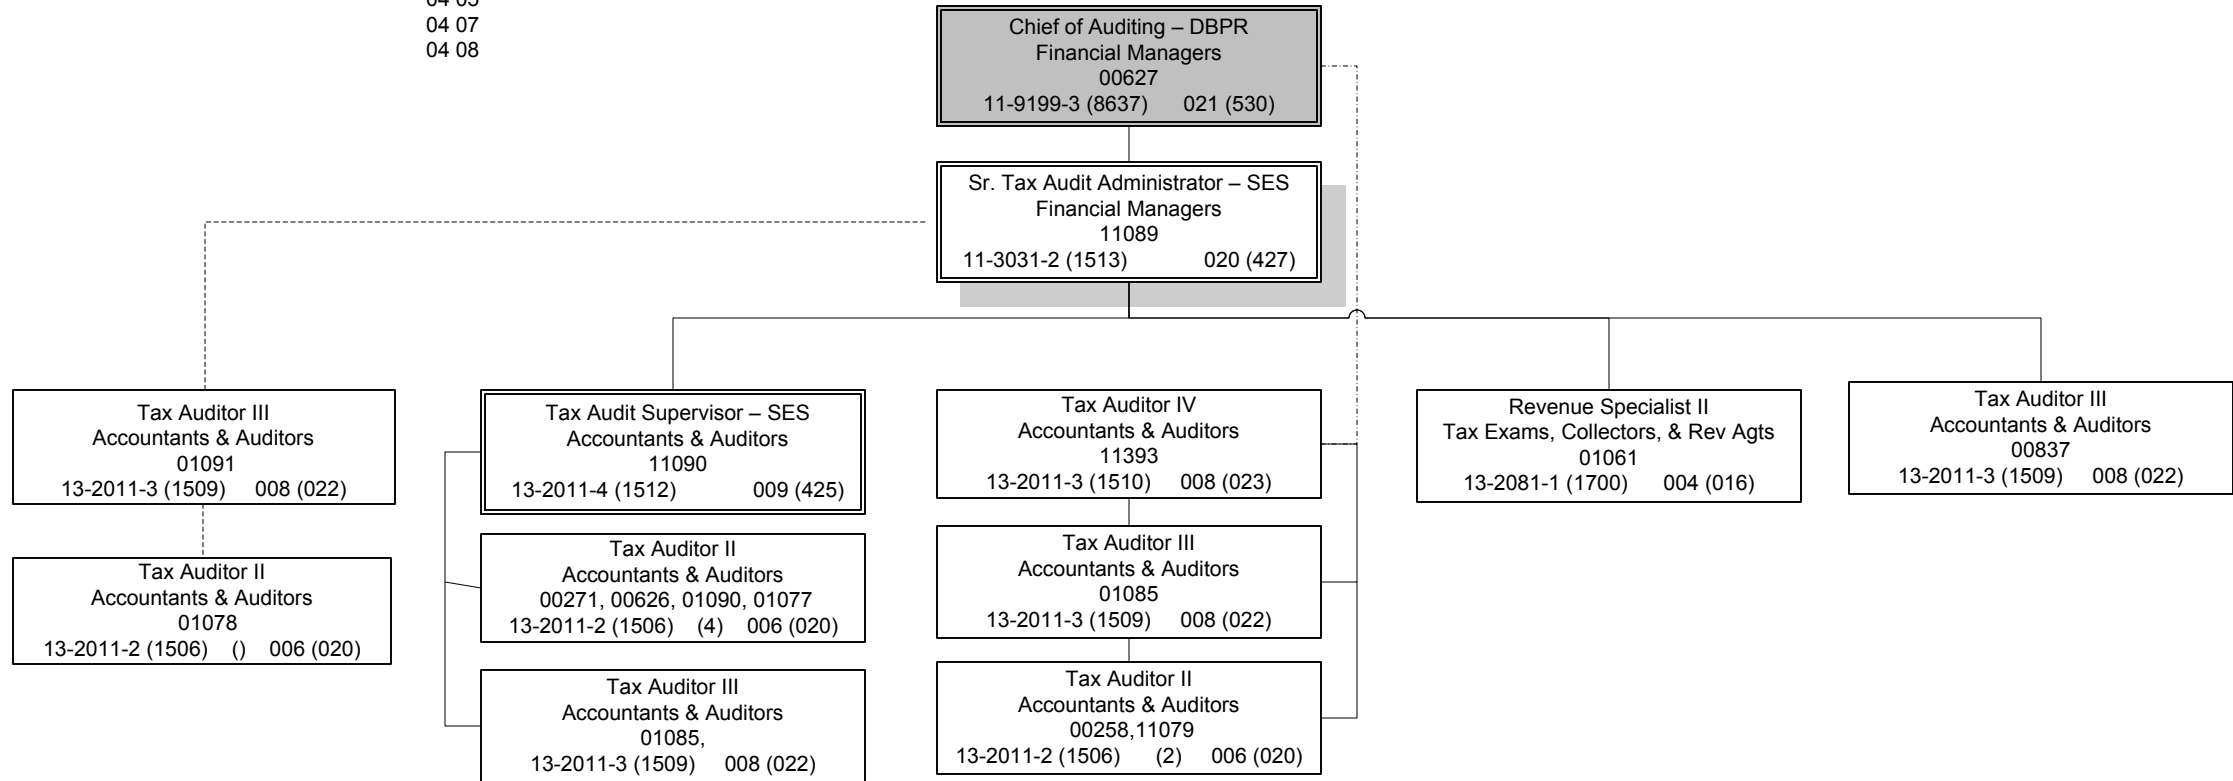 04 05
04 07
04 08
Chief of Auditing – DBPR
Financial Managers
00627
11-9199-3 (8637) 021 (530)
Sr. Tax Audit Administrator – SES
Financial Managers
11089
11-3031-2 (1513) 020 (427)
Tax Auditor III
Accountants & Auditors
01091
13-2011-3 (1509) 008 (022)
Tax Auditor II
Accountants & Auditors
01078
13-2011-2 (1506) () 006 (020)
Tax Audit Supervisor – SES
Accountants & Auditors
11090
13-2011-4 (1512) 009 (425)
Tax Auditor II
Accountants & Auditors
00271, 00626, 01090, 01077
13-2011-2 (1506) (4) 006 (020)
Tax Auditor III
Accountants & Auditors
01085,
13-2011-3 (1509) 008 (022)
Tax Auditor IV
Accountants & Auditors
11393
13-2011-3 (1510) 008 (023)
Tax Auditor III
Accountants & Auditors
01085
13-2011-3 (1509) 008 (022)
Tax Auditor II
Accountants & Auditors
00258,11079
13-2011-2 (1506) (2) 006 (020)
Revenue Specialist II
Tax Exams, Collectors, & Rev Agts
01061
13-2081-1 (1700) 004 (016)
Tax Auditor III
Accountants & Auditors
00837
13-2011-3 (1509) 008 (022)